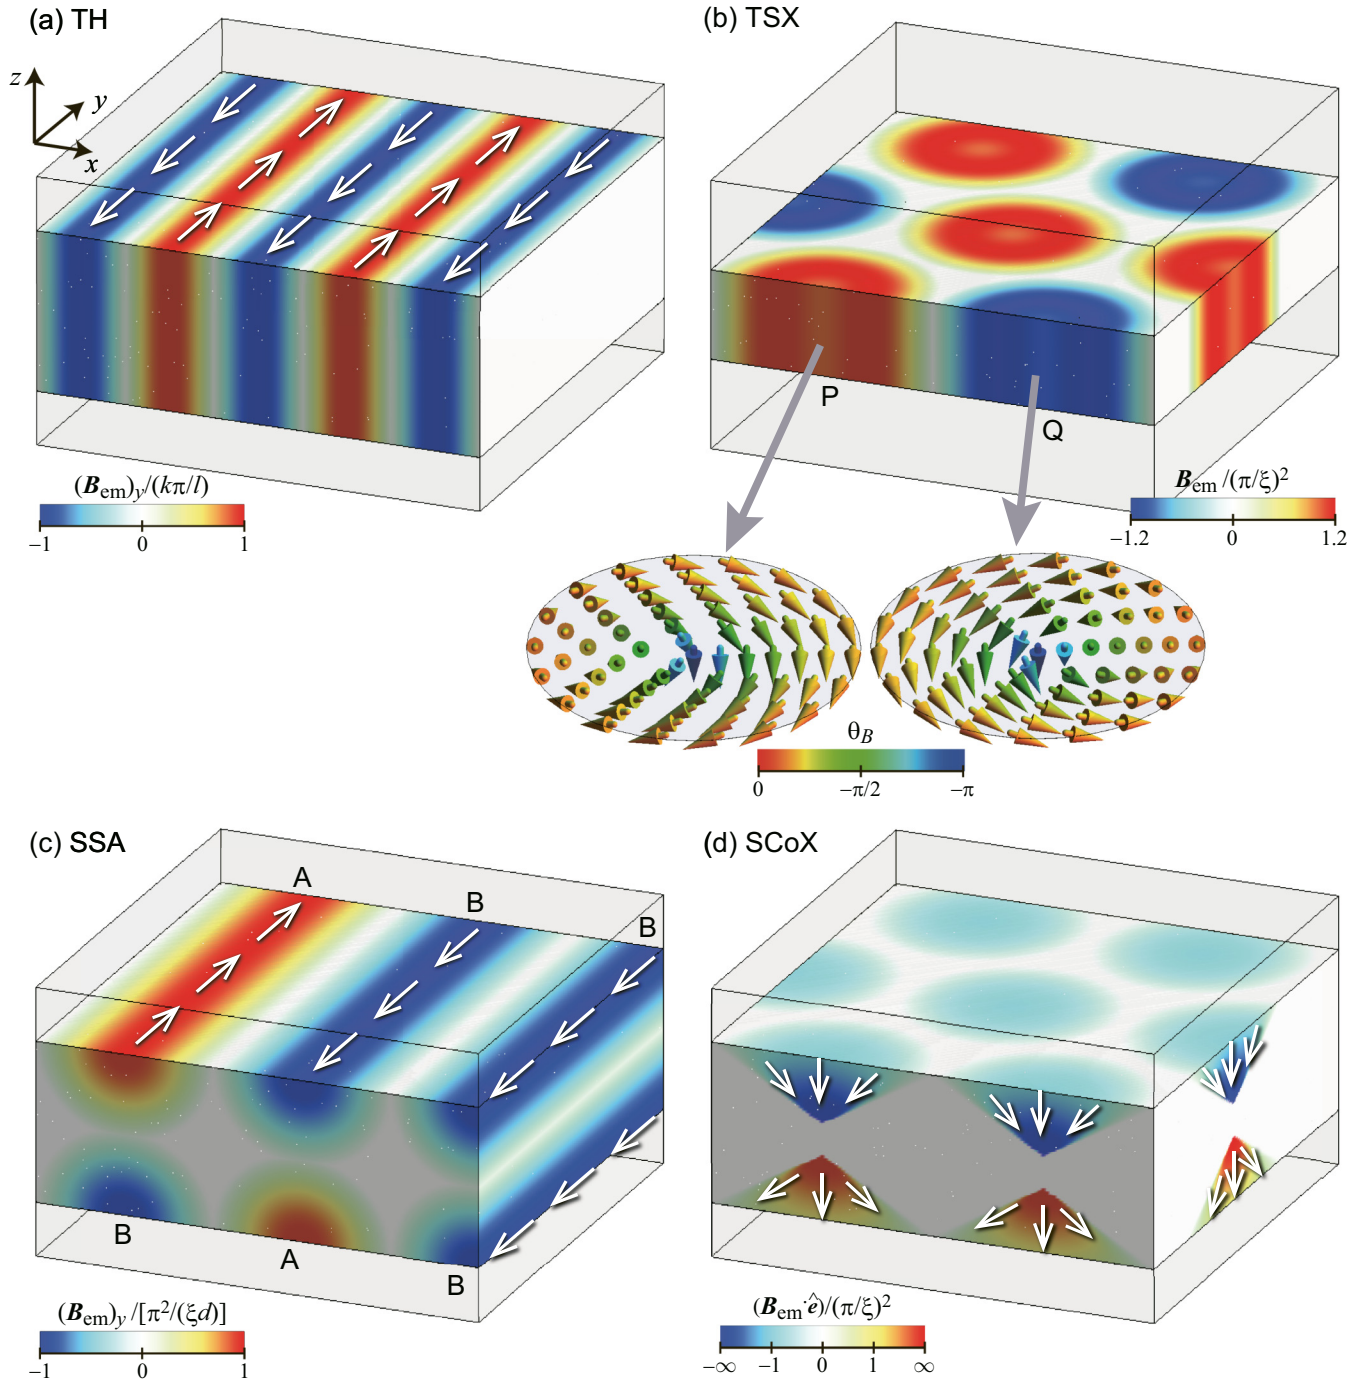 (a) TH
z
y
x
(B_em)_y/(kπ/l)
−1 0 1
(b) TSX
P
Q
B_em/(π/ξ)²
−1.2 0 1.2
θ_B
0 −π/2 −π
(c) SSA
A
B
B
B
A
B
(B_em)_y/[π²/(ξd)]
−1 0 1
(d) SCoX
(B_em·ê)/(π/ξ)²
−∞ −1 0 1 ∞